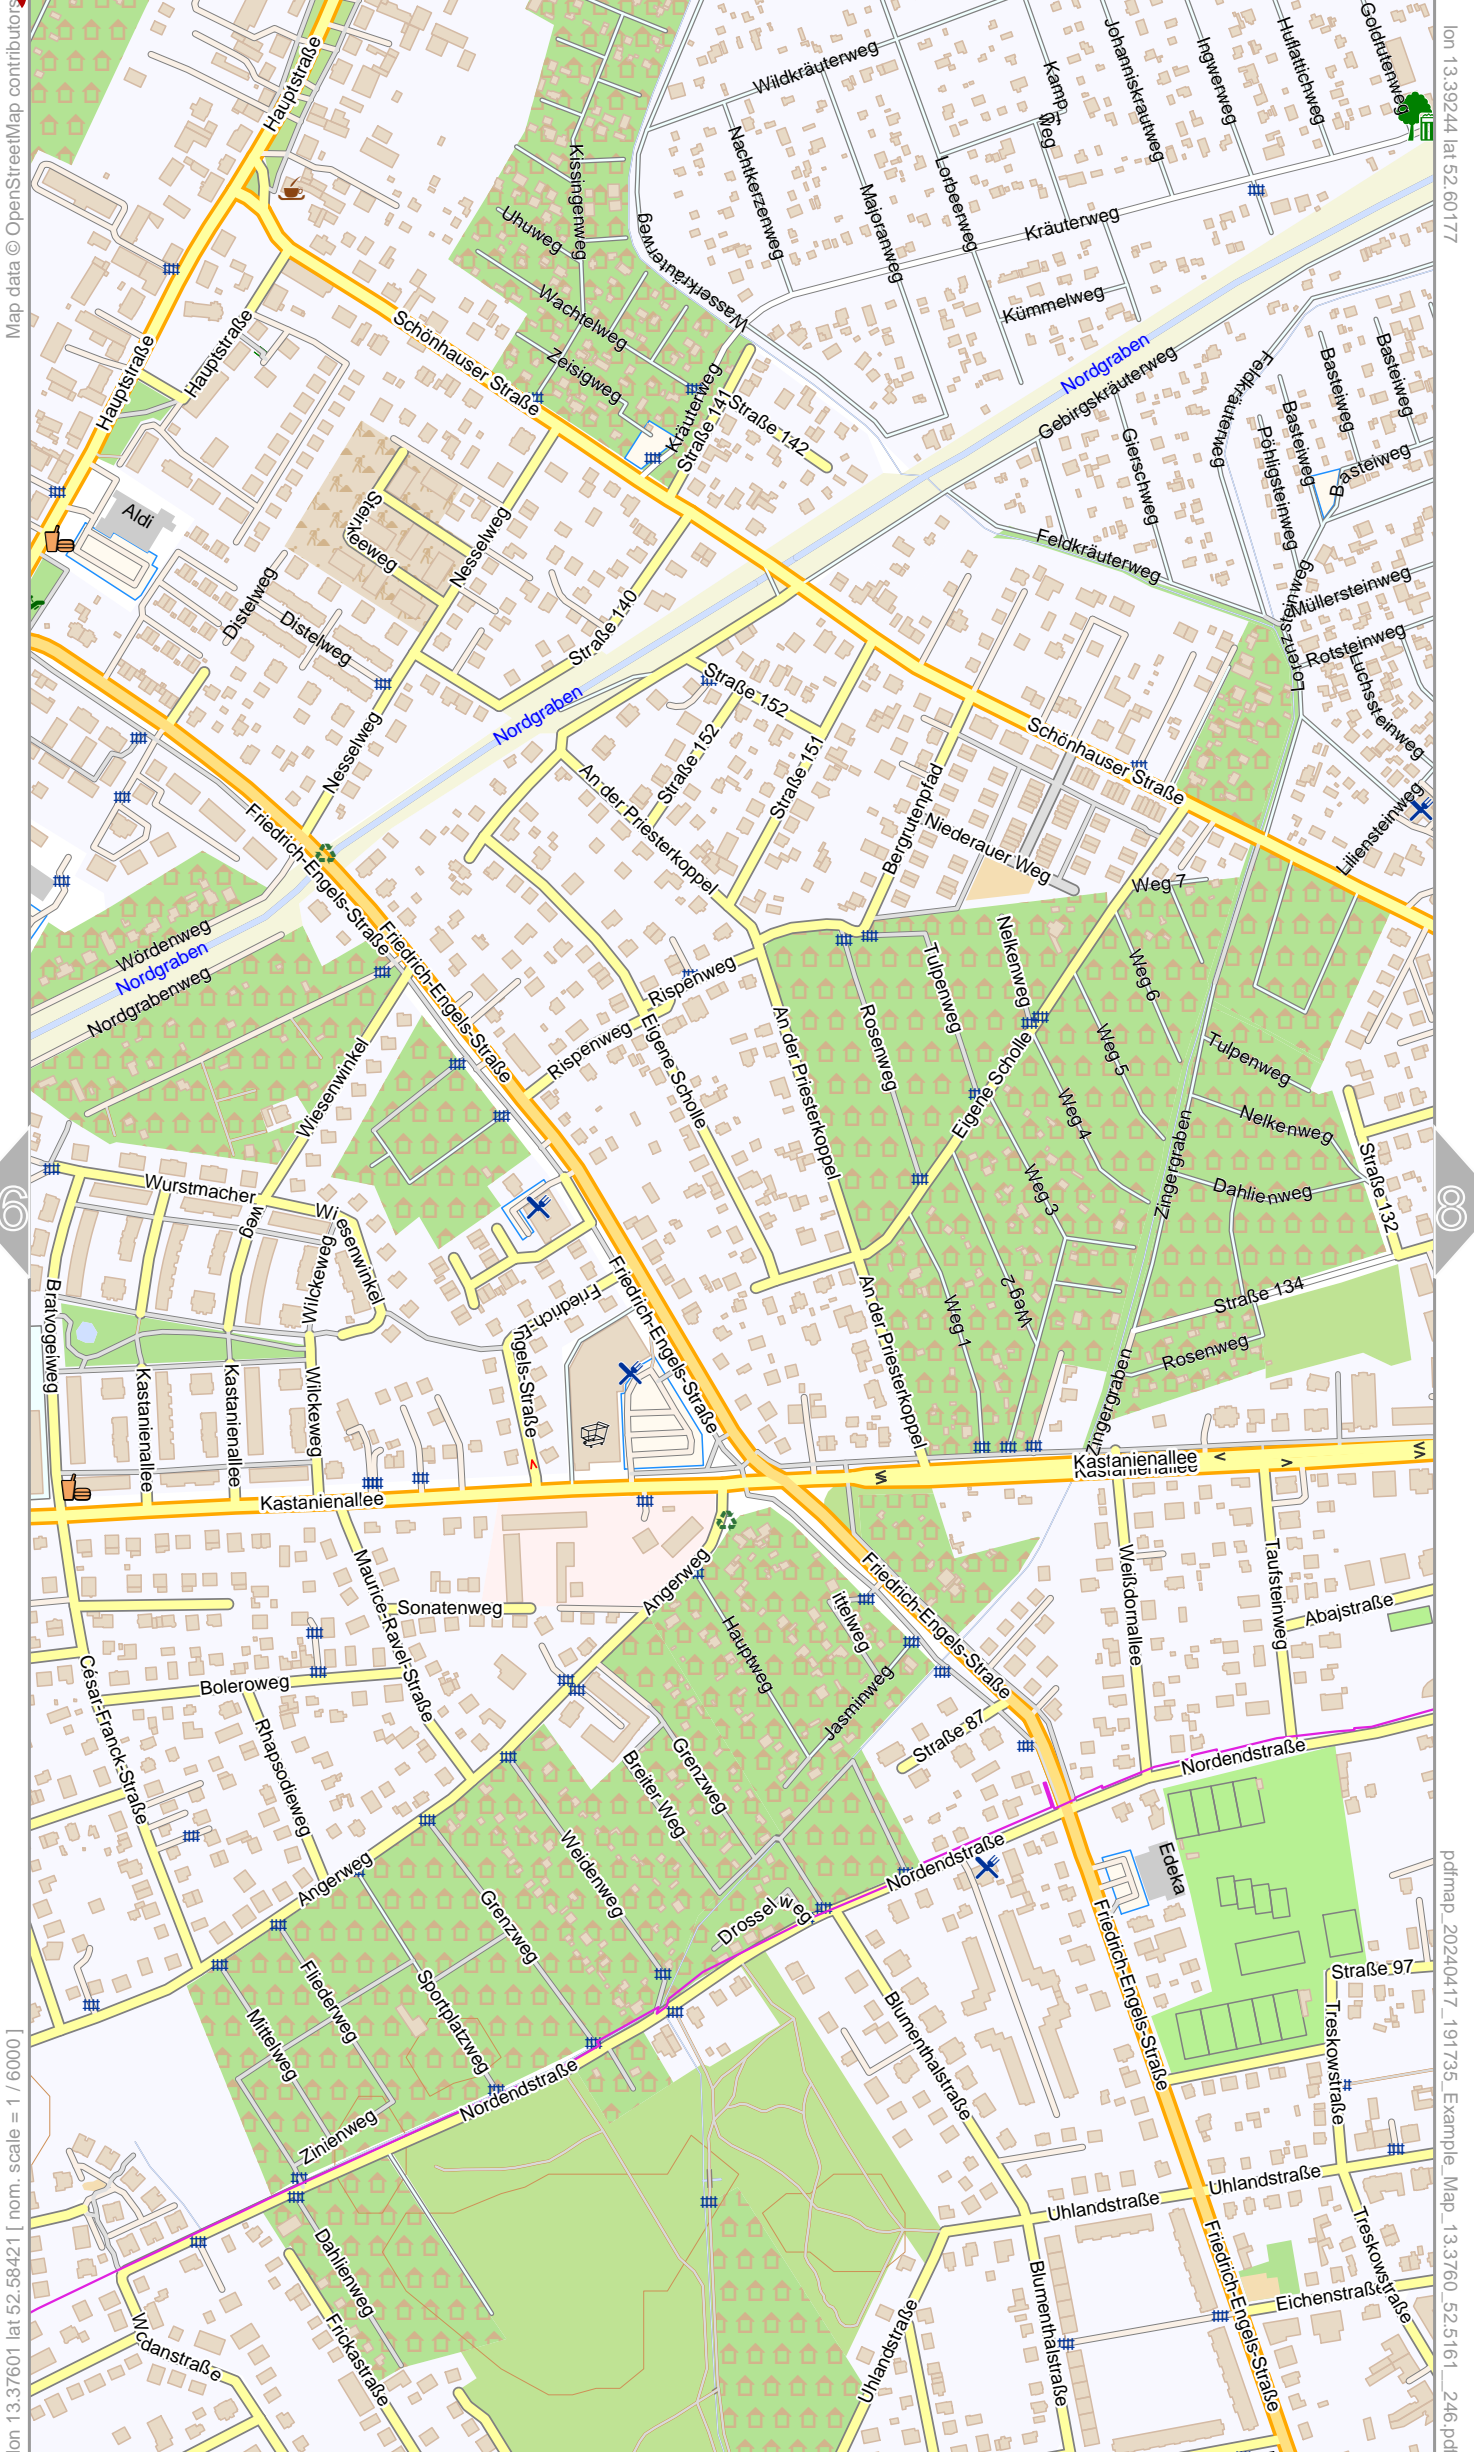 Map data © OpenStreetMap contributors
lon 13.39244 lat 52.60177
lon 13.37601 lat 52.58421 [ nom. scale = 1 / 6000 ]
pdfmap_20240417_191735_Example_Map_13.3760_52.5161__246.pdf
6
8
Hauptstraße
Wildkräuterweg
Kamp
Weg
Johanniskrautweg
Ingwerweg
Huflattichweg
Goldrutenweg
Kissingenweg
Nachtkerzenweg
Majoranweg
Lorbeerweg
Kräuterweg
Uhuweg
Wasserkräuterweg
Wachtelweg
Kümmelweg
Schönhauser Straße
Zeisigweg
Hauptstraße
Hauptstraße
Kräuterweg
Straße 141
Straße 142
Nordgraben
Gebirgskräuterweg
Feldkräuterweg
Basteiweg
Basteiweg
Basteiweg
Basteiweg
Gierschweg
Pöhligsteinweg
Aldi
Steinkleeweg
Nesselweg
Feldkräuterweg
Distelweg
Distelweg
Straße 140
Müllersteinweg
Lorenzsteinweg
Rotsteinweg
Luchssteinweg
Straße 152
Nordgraben
Nesselweg
Straße 152
Straße 151
Schönhauser Straße
An der Priesterkoppel
Bergrutenpfad
Niederauer Weg
Liliensteinweg
Friedrich-Engels-Straße
Weg 7
Wördenweg
Nordgraben
Nordgrabenweg
Friedrich-Engels-Straße
Rispenweg
Rispenweg
Tulpenweg
Nelkenweg
Weg 6
Rosenweg
Weg 5
Tulpenweg
Wiesenwinkel
Eigene Scholle
An der Priesterkoppel
Eigene Scholle
Weg 4
Nelkenweg
Zingergraben
Straße 132
Wurstmacherweg
Wiesenwinkel
Weg 3
Dahlienweg
Wilckeweg
Bratvogelweg
Friedrich-Engels-Straße
Friedrich-Engels-Straße
An der Priesterkoppel
Weg 2
Weg 1
Straße 134
Rosenweg
Zingergraben
Kastanienallee
Kastanienallee
Wilckeweg
Kastanienallee
Kastanienallee
Kastanienallee
Maurice-Ravel-Straße
Sonatenweg
Angerweg
Hauptweg
ittelweg
Friedrich-Engels-Straße
Weißdornallee
Taufsteinweg
Abajstraße
César-Franck-Straße
Boleroweg
Rhapsodieweg
Jasminweg
Straße 87
Nordendstraße
Grenzweg
Breiter Weg
Weidenweg
Nordendstraße
Edeka
Angerweg
Grenzweg
Drosselweg
Friedrich-Engels-Straße
Fliederweg
Sportplatzweg
Mittelweg
Blumenthalstraße
Straße 97
Treskowstraße
Nordendstraße
Zinienweg
Uhlandstraße
Uhlandstraße
Dahlienweg
Frickastraße
Wodanstraße
Uhlandstraße
Blumenthalstraße
Friedrich-Engels-Straße
Eichenstraße
Treskowstraße